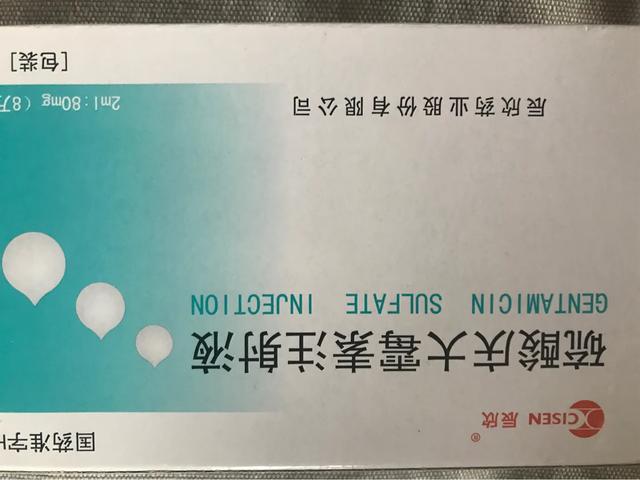 国药准字H
CISEN 辰欣®
硫酸庆大霉素注射液
GENTAMICIN SULFATE INJECTION
2ml:80mg（8万
辰欣药业股份有限公司
[包装]